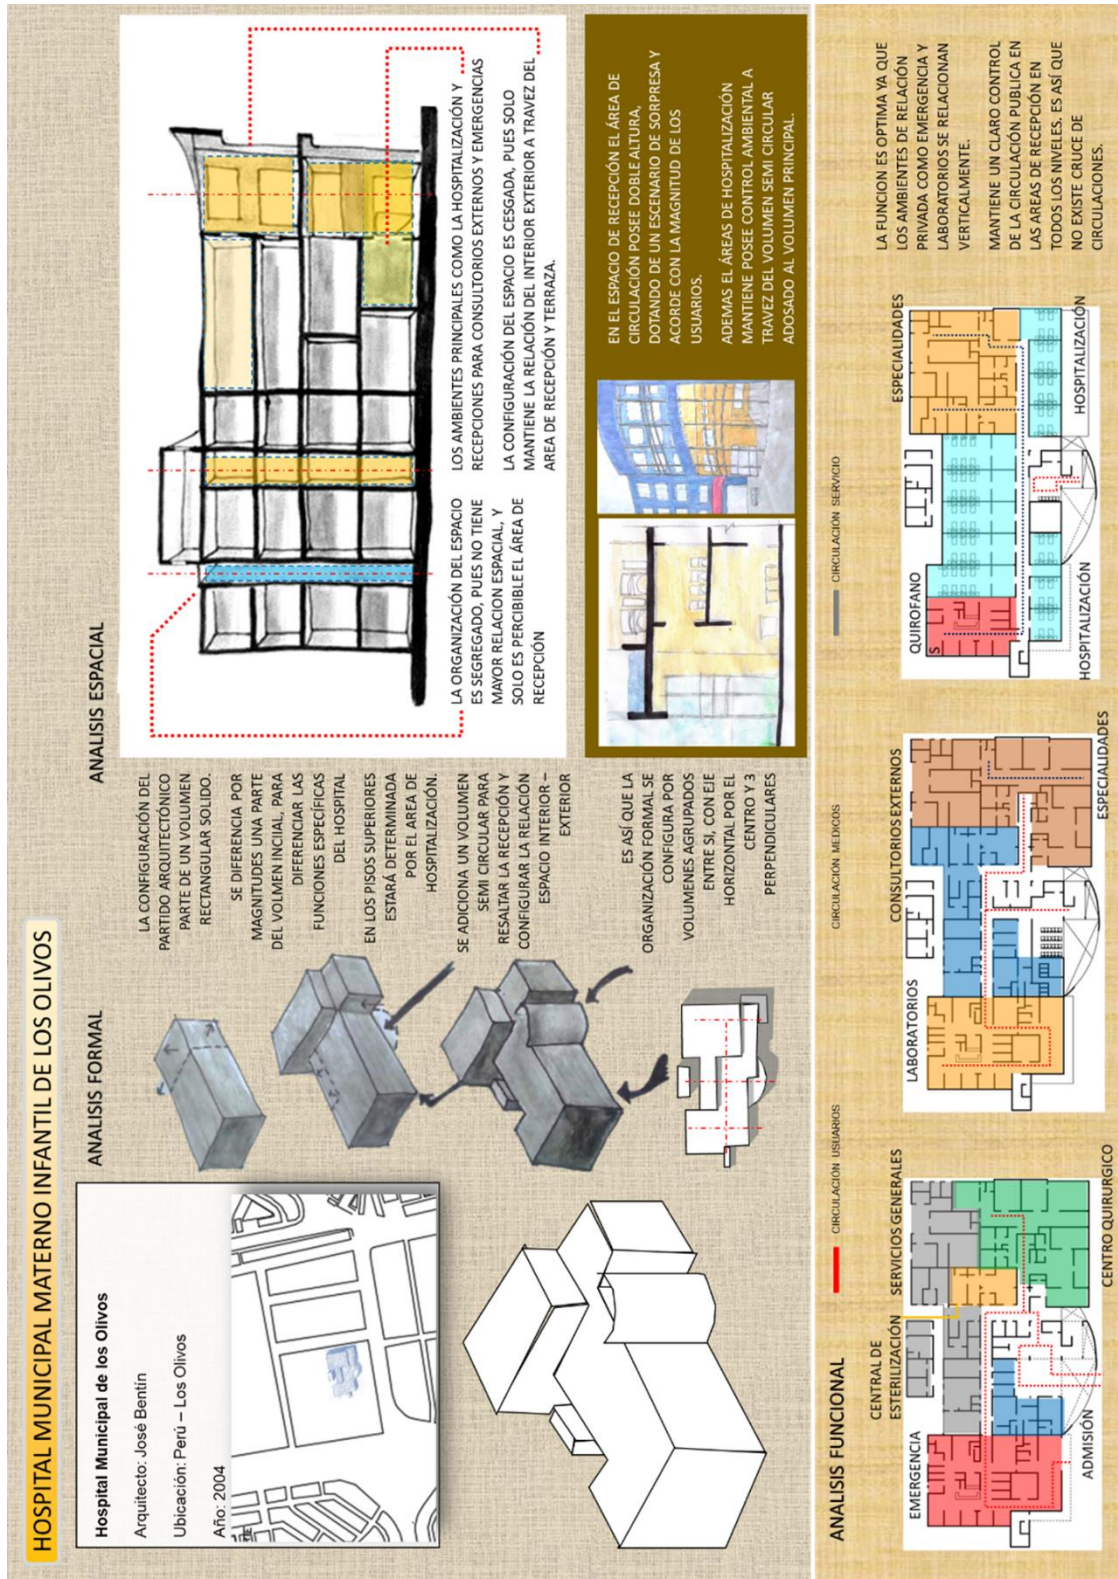 HOSPITAL MUNICIPAL MATERNO INFANTIL DE LOS OLIVOS
Hospital Municipal de los Olivos
Arquitecto: José Bentín
Ubicación: Perú – Los Olivos
Año: 2004
ANALISIS FORMAL
LA CONFIGURACIÓN DEL
PARTIDO ARQUITECTÓNICO
PARTE DE UN VOLUMEN
RECTANGULAR SOLIDO.
SE DIFERENCIA POR
MAGNITUDES UNA PARTE
DEL VOLMEN INCIIAL, PARA
DIFERENCIAR LAS
FUNCIONES ESPECÍFICAS
DEL HOSPITAL
EN LOS PISOS SUPERIORES
ESTARÁ DETERMINADA
POR EL AREA DE
HOSPITALIZACIÓN.
SE ADICIONA UN VOLUMEN
SEMI CIRCULAR PARA
RESALTAR LA RECEPCIÓN Y
CONFIGURAR LA RELACIÓN
ESPACIO INTERIOR –
EXTERIOR
ES ASÍ QUE LA
ORGANIZACIÓN FORMAL SE
CONFIGURA POR
VOLUMENES AGRUPADOS
ENTRE SI, CON EJE
HORIZONTAL POR EL
CENTRO Y 3
PERPENDICULARES
ANALISIS ESPACIAL
LA ORGANIZACIÓN DEL ESPACIO
ES SEGREGADO, PUES NO TIENE
MAYOR RELACION ESPACIAL, Y
SOLO ES PERCIBIBLE EL ÁREA DE
RECEPCIÓN
LOS AMBIENTES PRINCIPALES COMO LA HOSPITALIZACIÓN Y
RECEPCIONES PARA CONSULTORIOS EXTERNOS Y EMERGENCIAS
LA CONFIGURACIÓN DEL ESPACIO ES CESGADA, PUES SOLO
MANTIENE LA RELACIÓN DEL INTERIOR EXTERIOR A TRAVEZ DEL
AREA DE RECEPCIÓN Y TERRAZA.
EN EL ESPACIO DE RECEPCIÓN EL ÁREA DE
CIRCULACIÓN POSEE DOBLE ALTURA,
DOTANDO DE UN ESCENARIO DE SORPRESA Y
ACORDE CON LA MAGNITUD DE LOS
USUARIOS.
ADEMAS EL ÁREAS DE HOSPITALIZACIÓN
MANTIENE POSEE CONTROL AMBIENTAL A
TRAVEZ DEL VOLUMEN SEMI CIRCULAR
ADOSADO AL VOLUMEN PRINCIPAL.
ANALISIS FUNCIONAL
CIRCULACIÓN USUARIOS
CIRCULACIÓN MEDICOS
CIRCULACIÓN SERVICIO
EMERGENCIA
CENTRAL DE
ESTERILIZACIÓN
SERVICIOS GENERALES
ADMISIÓN
CENTRO QUIRURGICO
LABORATORIOS
CONSULTORIOS EXTERNOS
ESPECIALIDADES
QUIROFANO
S
ESPECIALIDADES
HOSPITALIZACIÓN
HOSPITALIZACIÓN
LA FUNCION ES OPTIMA YA QUE
LOS AMBIENTES DE RELACIÓN
PRIVADA COMO EMERGENCIA Y
LABORATORIOS SE RELACIONAN
VERTICALMENTE.
MANTIENE UN CLARO CONTROL
DE LA CIRCULACIÓN PUBLICA EN
LAS AREAS DE RECEPCIÓN EN
TODOS LOS NIVELES. ES ASÍ QUE
NO EXISTE CRUCE DE
CIRCULACIONES.